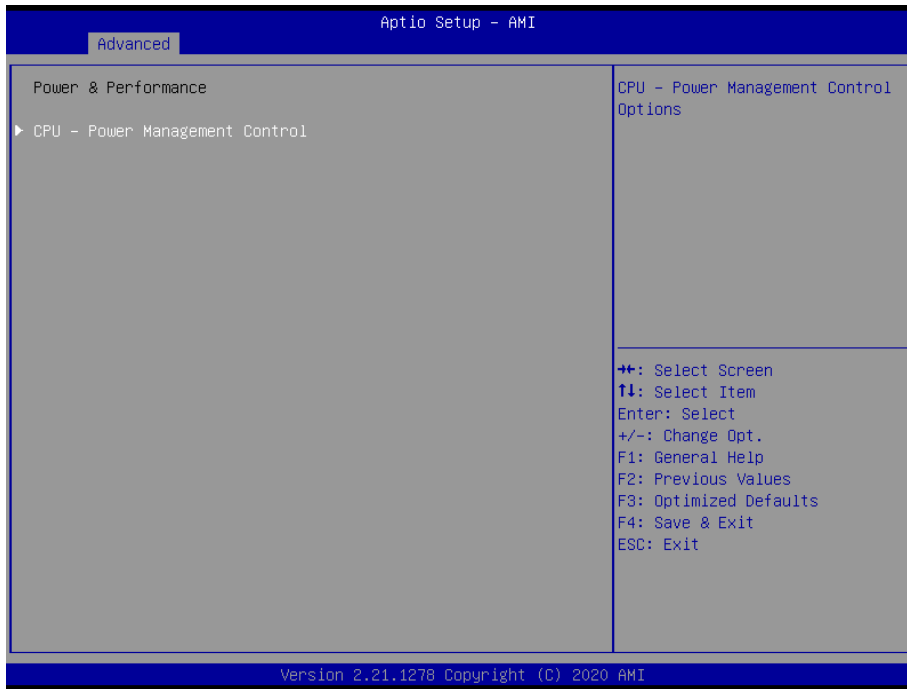 Aptio Setup – AMI
Advanced
Power & Performance
▶ CPU – Power Management Control
CPU – Power Management Control
Options
→←: Select Screen
↑↓: Select Item
Enter: Select
+/-: Change Opt.
F1: General Help
F2: Previous Values
F3: Optimized Defaults
F4: Save & Exit
ESC: Exit
Version 2.21.1278 Copyright (C) 2020 AMI